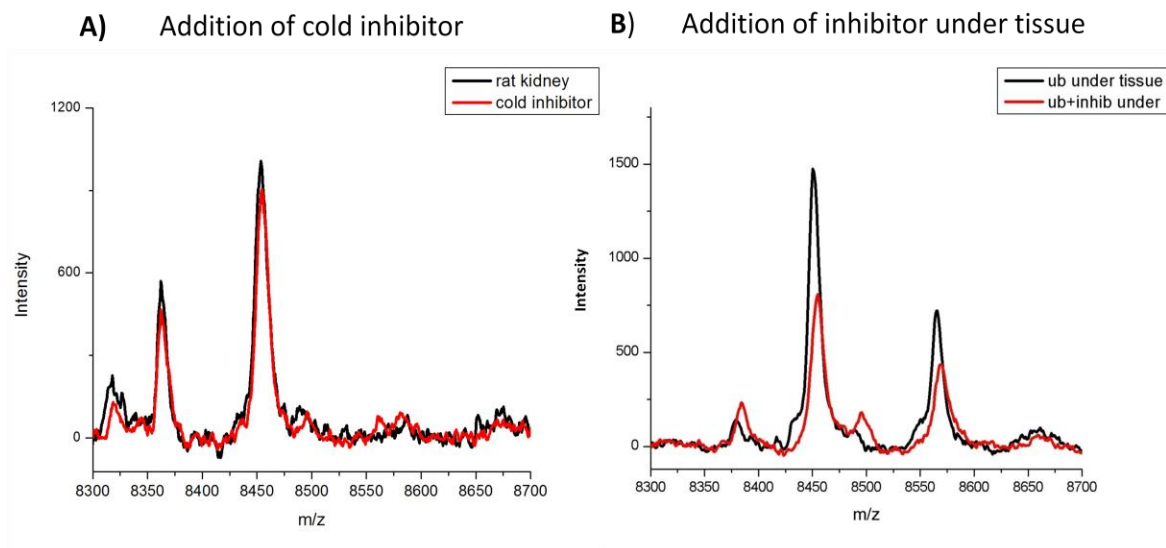 A) Addition of cold inhibitor
rat kidney
cold inhibitor
1200
600
0
Intensity
8300 8350 8400 8450 8500 8550 8600 8650 8700
m/z
B) Addition of inhibitor under tissue
ub under tissue
ub+inhib under
1500
1000
500
0
Intensity
8300 8350 8400 8450 8500 8550 8600 8650 8700
m/z